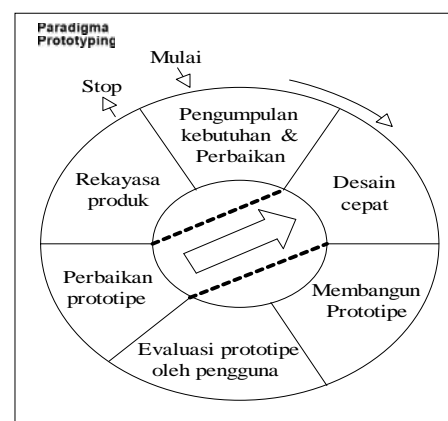 Paradigma
Prototyping
Mulai
Stop
Pengumpulan
kebutuhan &
Perbaikan
Desain
cepat
Membangun
Prototipe
Evaluasi prototipe
oleh pengguna
Perbaikan
prototipe
Rekayasa
produk